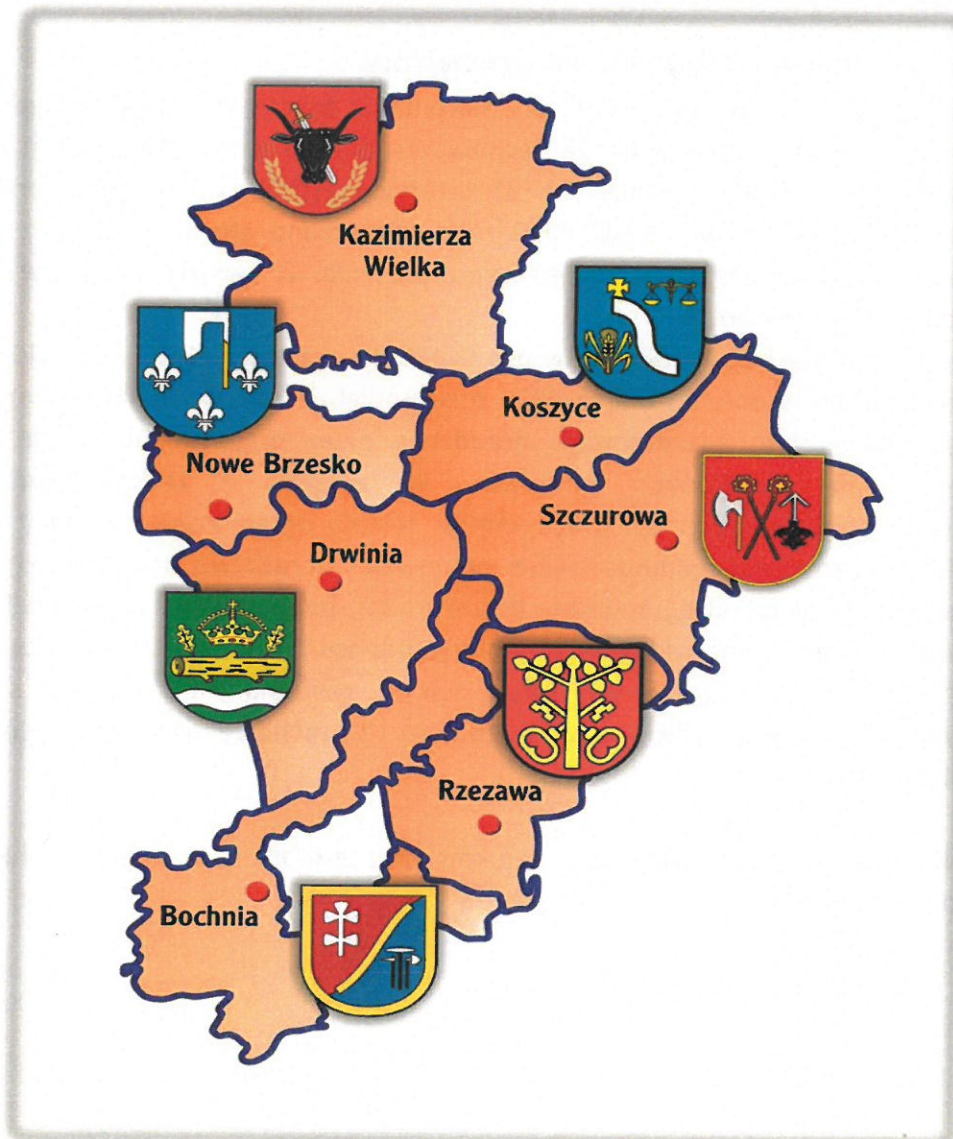 Kazimierza
Wielka
Koszyce
Nowe Brzesko
Szczurowa
Drwinia
Rzezawa
Bochnia